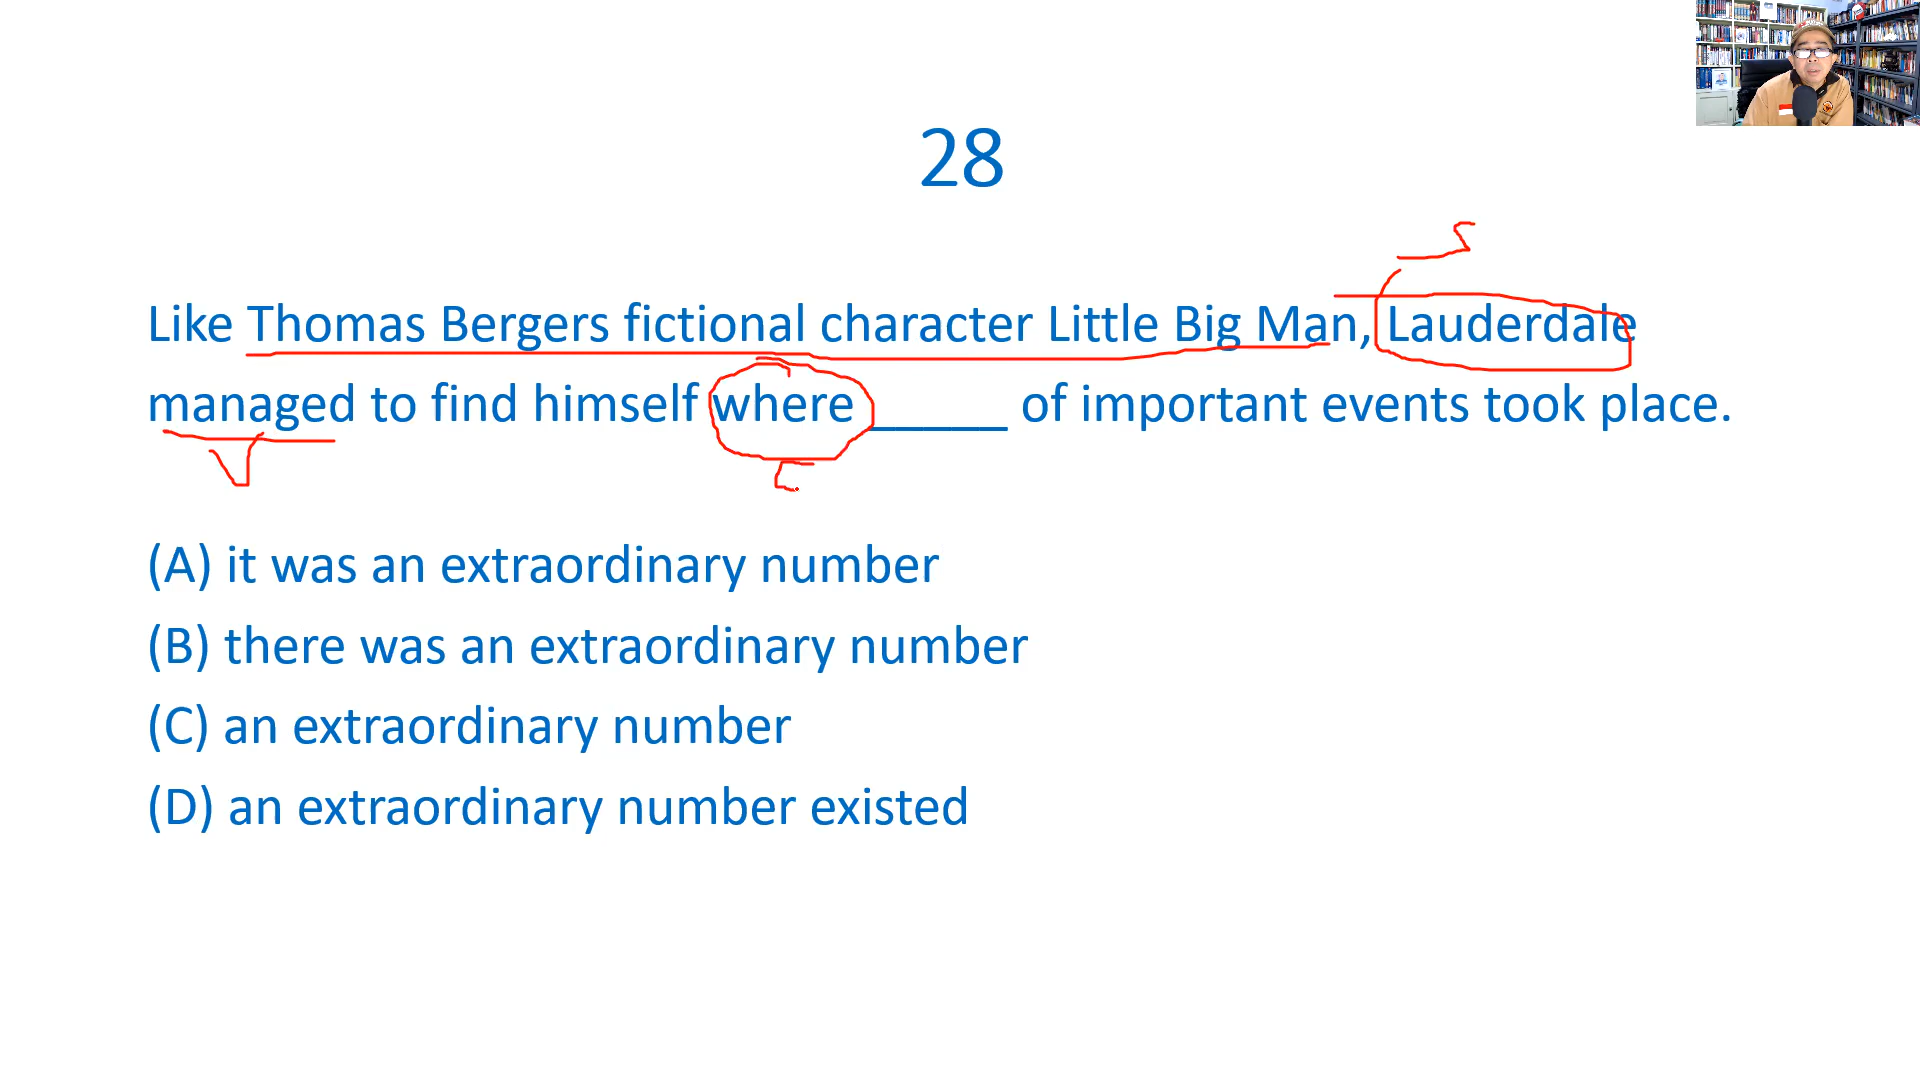 28
S
Like Thomas Bergers fictional character Little Big Man, Lauderdale
managed to find himself where ______ of important events took place.
V
(A) it was an extraordinary number
(B) there was an extraordinary number
(C) an extraordinary number
(D) an extraordinary number existed